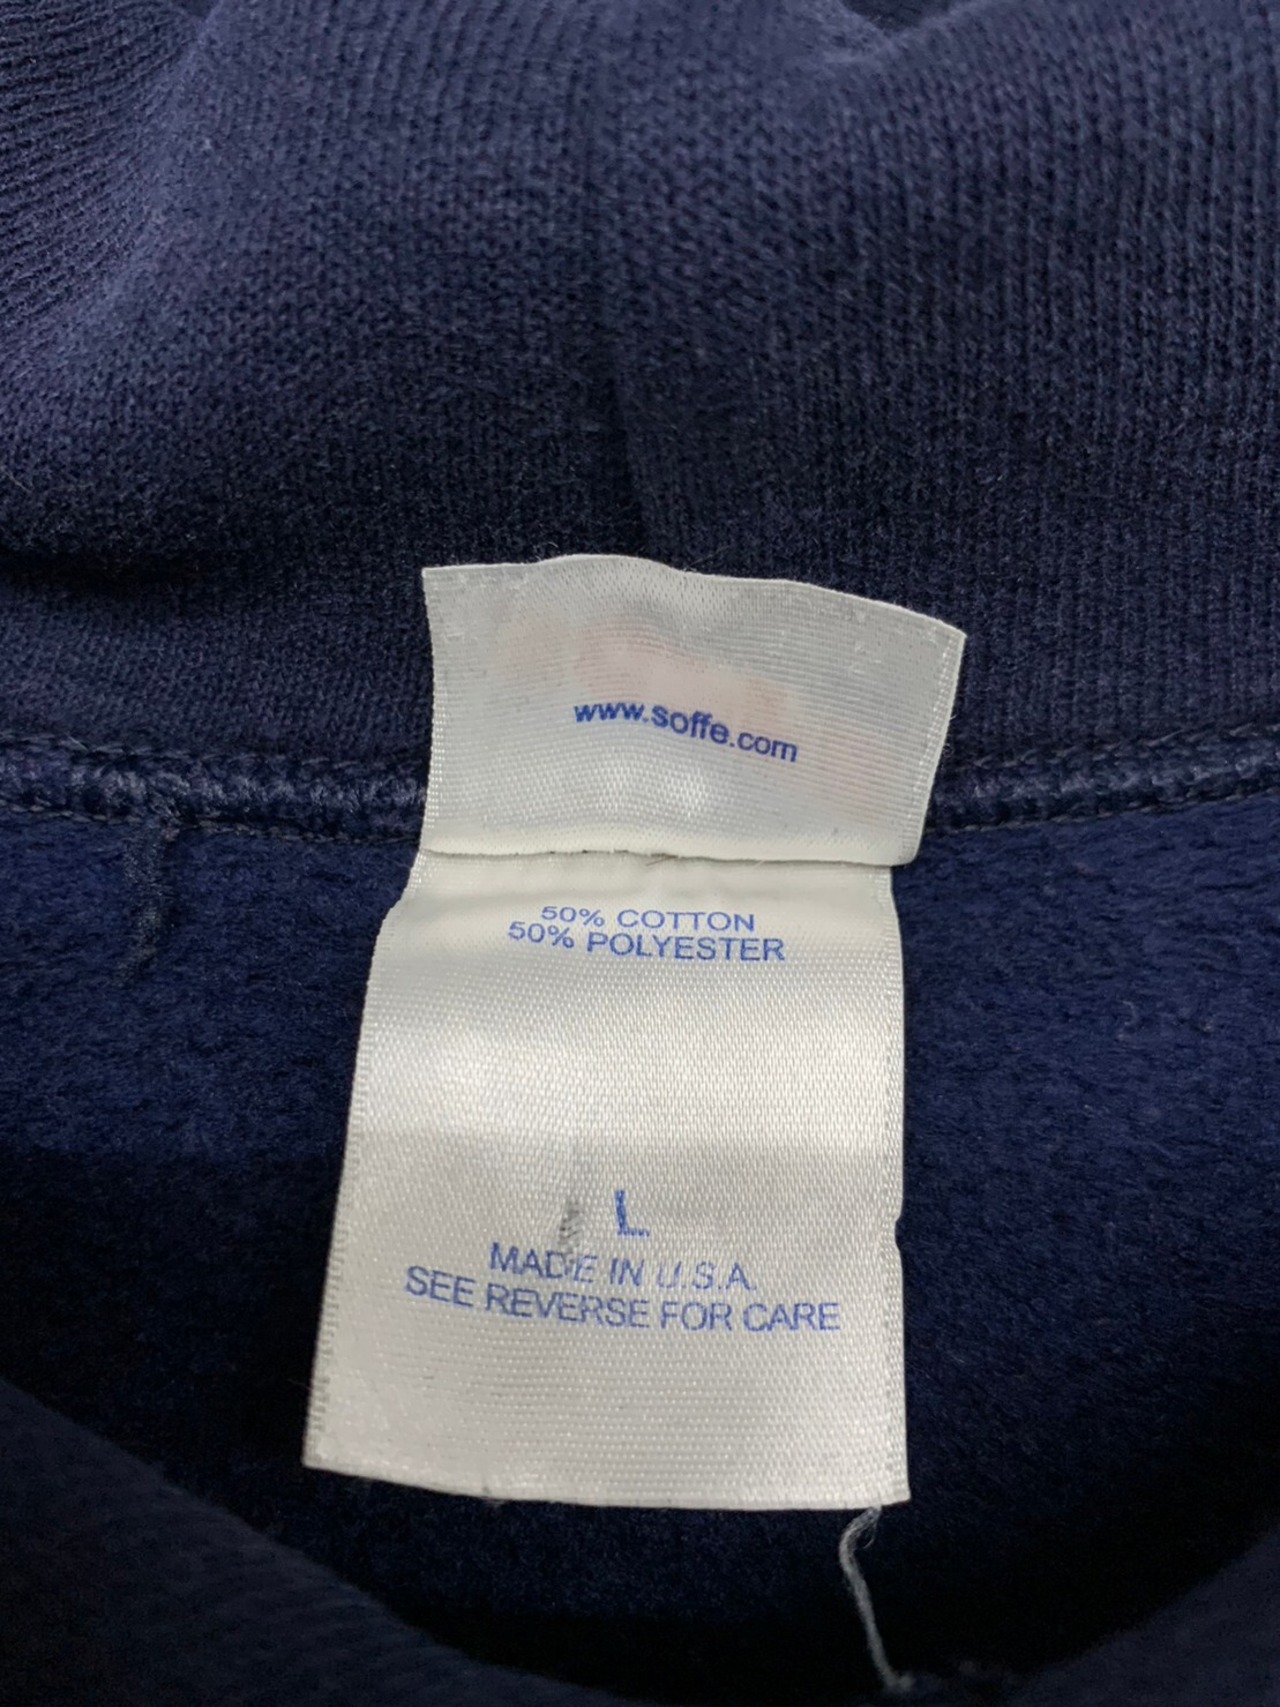 www.soffe.com
50% COTTON
50% POLYESTER
L
MADE IN U.S.A.
SEE REVERSE FOR CARE